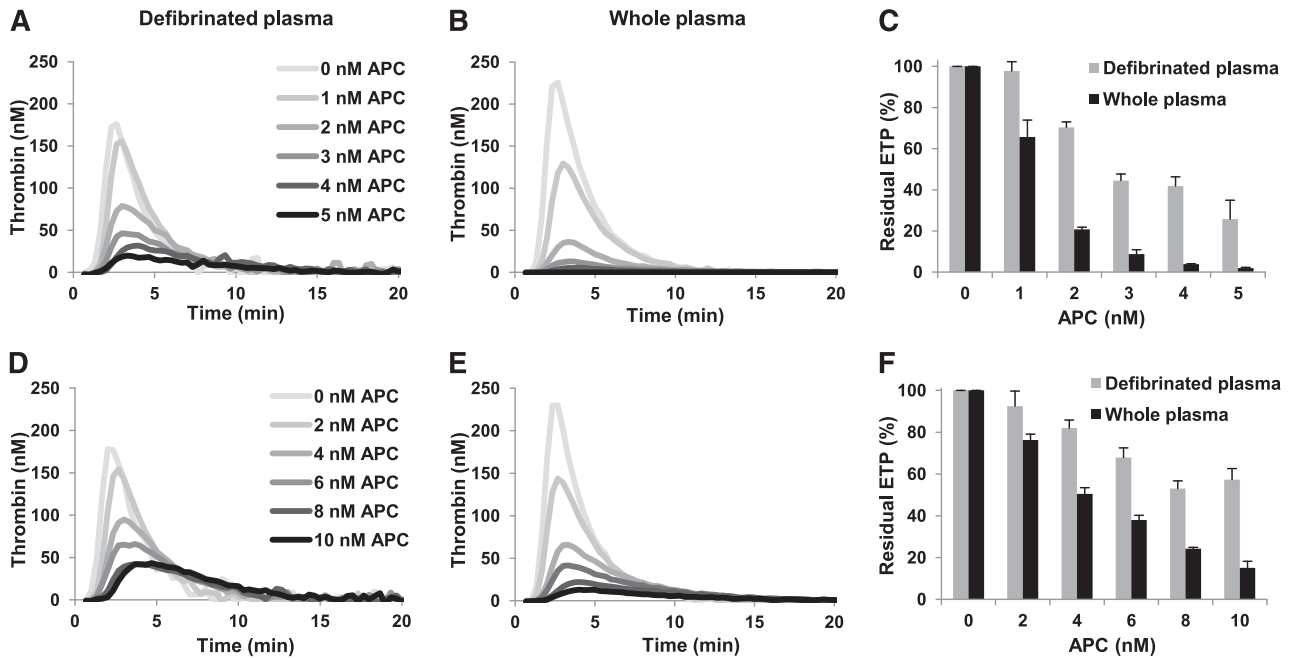 A
Defibrinated plasma
Thrombin (nM)
250
200
150
100
50
0
0 5 10 15 20
Time (min)
0 nM APC
1 nM APC
2 nM APC
3 nM APC
4 nM APC
5 nM APC
B
Whole plasma
Thrombin (nM)
250
200
150
100
50
0
0 5 10 15 20
Time (min)
C
Residual ETP (%)
100
80
60
40
20
0
0 1 2 3 4 5
APC (nM)
Defibrinated plasma
Whole plasma
D
Thrombin (nM)
250
200
150
100
50
0
0 5 10 15 20
Time (min)
0 nM APC
2 nM APC
4 nM APC
6 nM APC
8 nM APC
10 nM APC
E
Thrombin (nM)
250
200
150
100
50
0
0 5 10 15 20
Time (min)
F
Residual ETP (%)
100
80
60
40
20
0
0 2 4 6 8 10
APC (nM)
Defibrinated plasma
Whole plasma